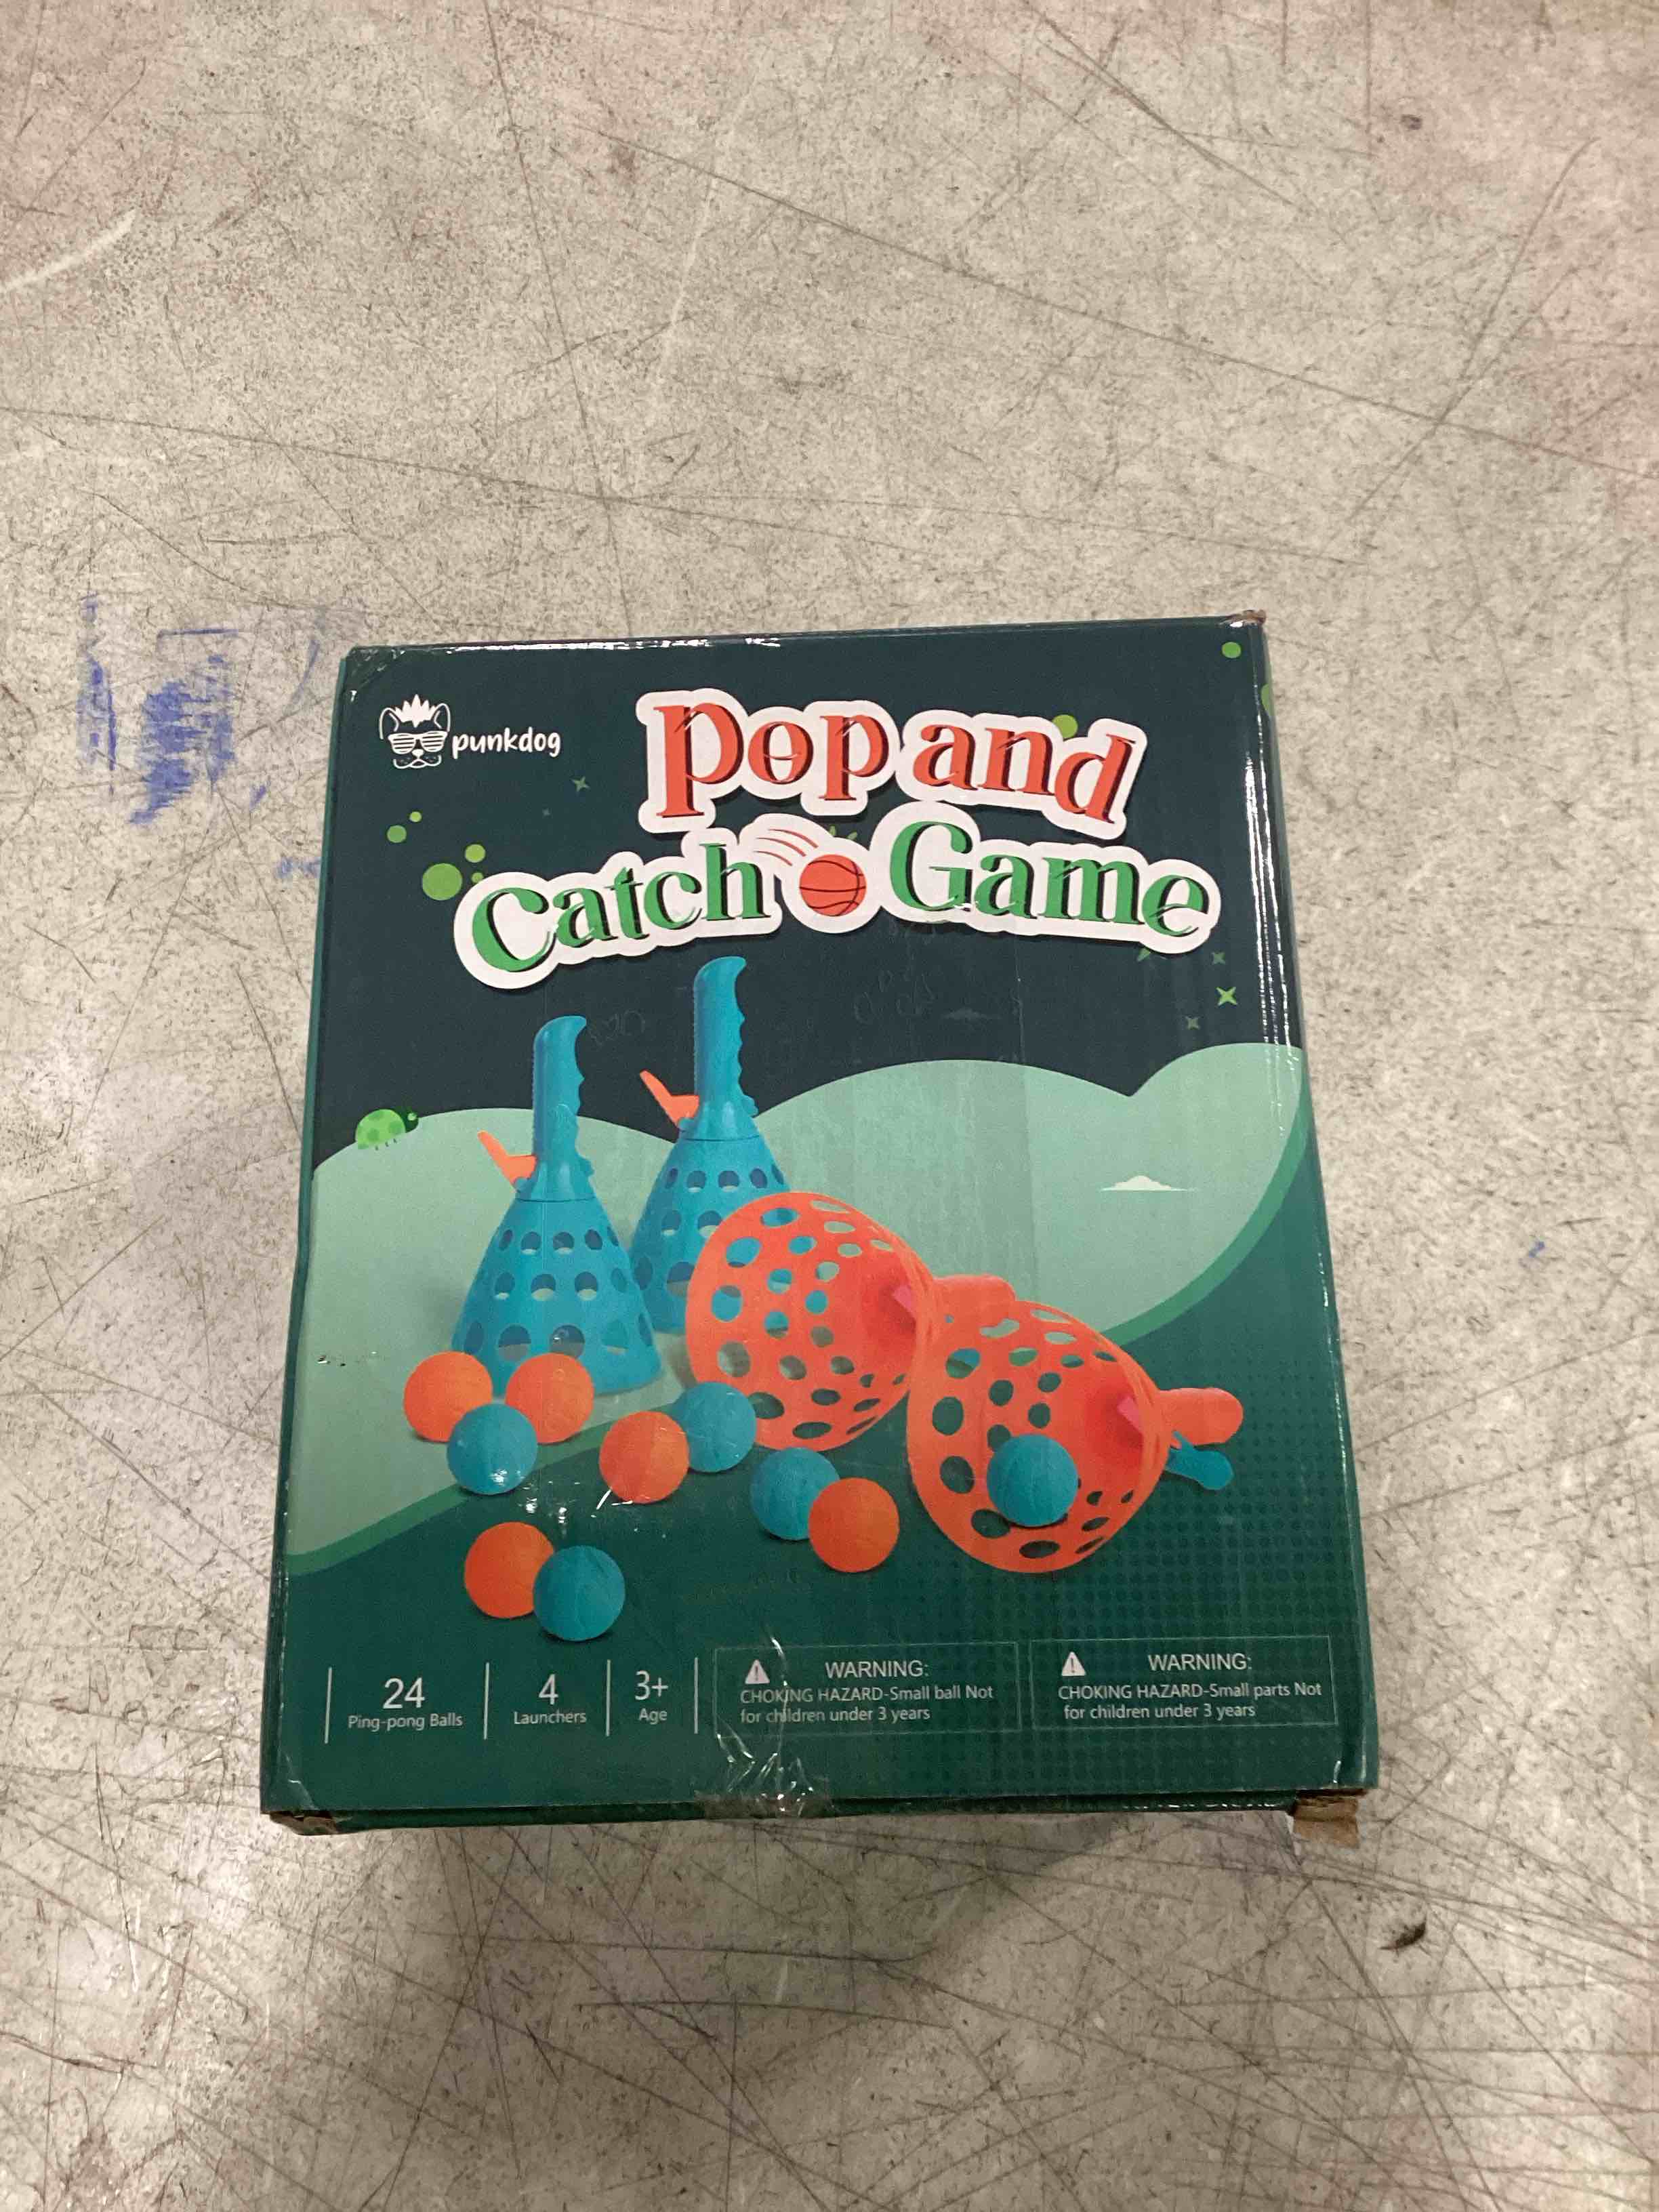 punkdog
Pop and
Catch Game
24
Ping-pong Balls
4
Launchers
3+
Age
WARNING:
CHOKING HAZARD-Small ball Not
for children under 3 years
WARNING:
CHOKING HAZARD-Small parts Not
for children under 3 years